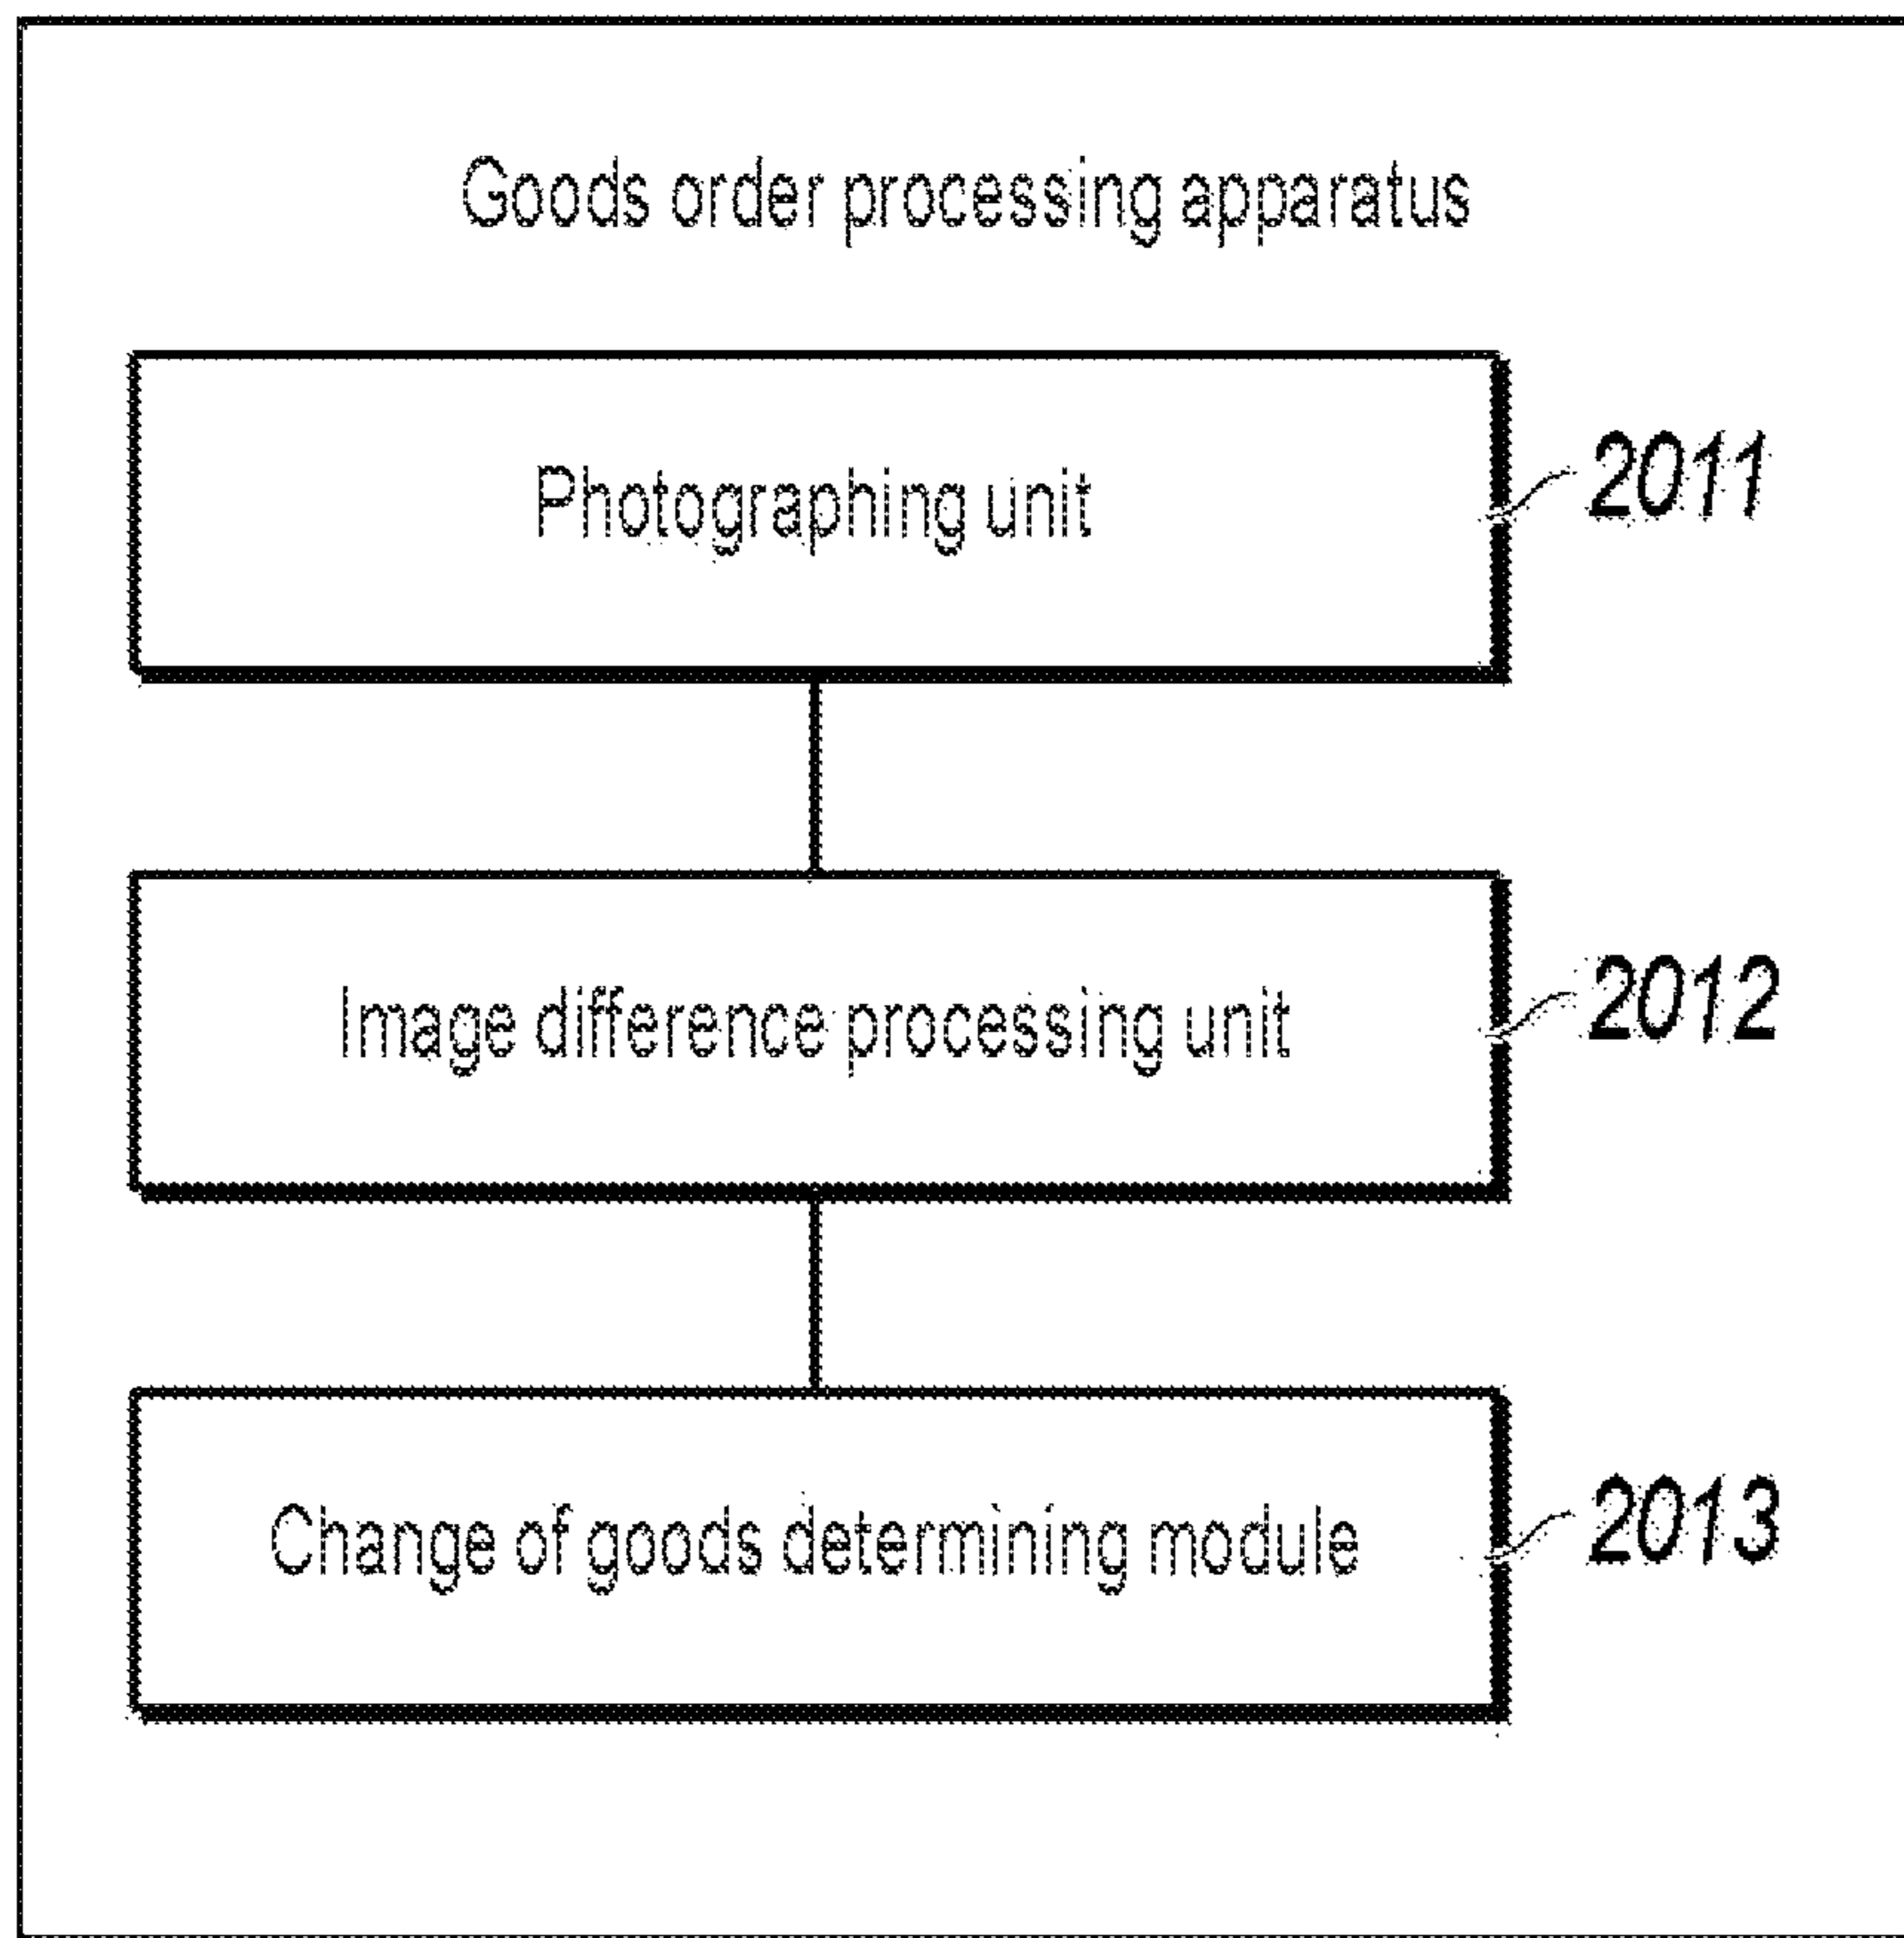 Goods order processing apparatus
Photographing unit
2011
Image difference processing unit
2012
Change of goods determining module
2013